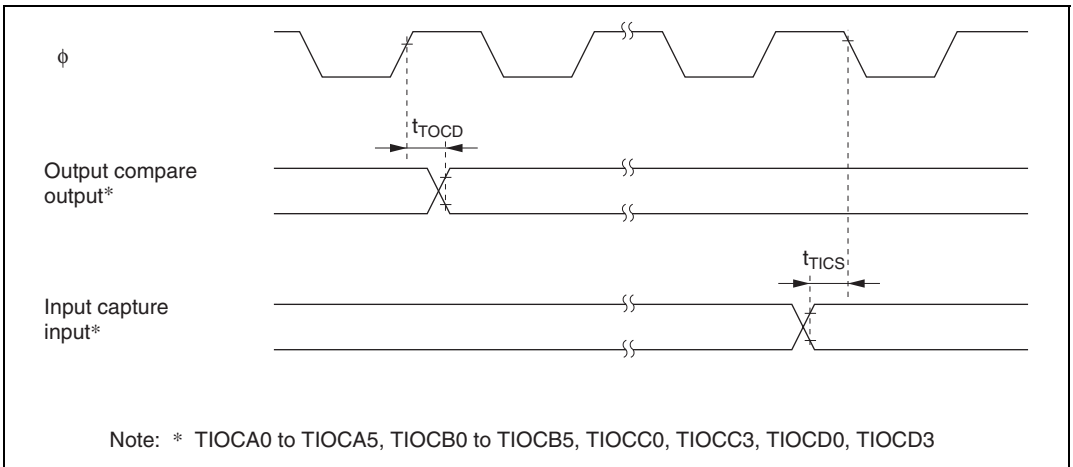 ϕ
tTOCD
Output compare
output*
tTICS
Input capture
input*
Note: * TIOCA0 to TIOCA5, TIOCB0 to TIOCB5, TIOCC0, TIOCC3, TIOCD0, TIOCD3